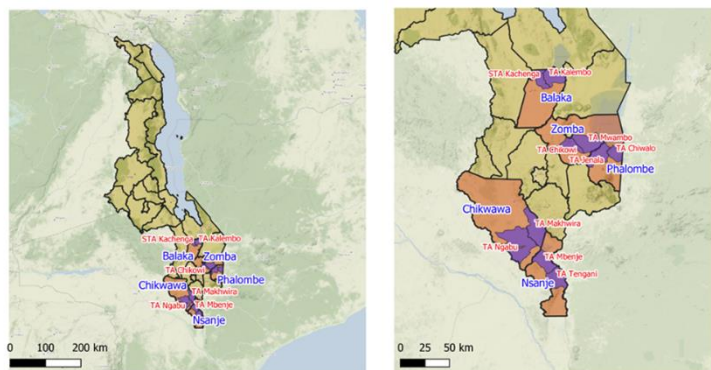 STA Kachenga TA Kalembo
Balaka Zomba
TA Chikowi
Phalombe
Chikwawa TA Makhwira
TA Ngabu TA Mbenje
Nsanje
0 100 200 km
STA Kachenga TA Kalembo
Balaka
Zomba
TA Mwambo
TA Chikowi TA Chiwalo
TA Jenala
Phalombe
Chikwawa
TA Makhwira
TA Ngabu
TA Mbenje
TA Tengani
Nsanje
0 25 50 km